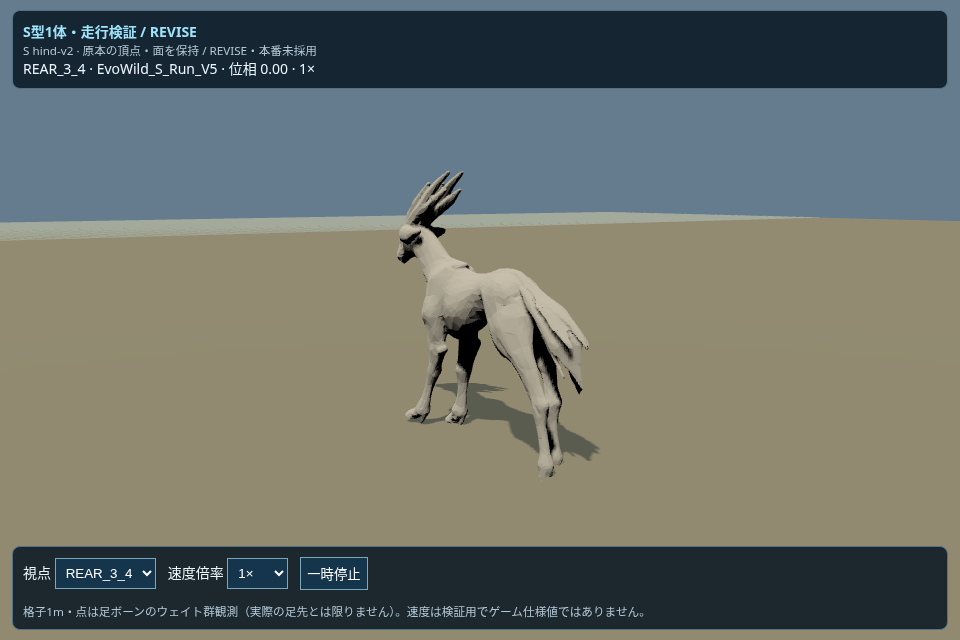 S型1体・走行検証 / REVISE
S hind-v2 · 原本の頂点・面を保持 / REVISE・本番未採用
REAR_3_4 · EvoWild_S_Run_V5 · 位相 0.00 · 1×
視点 REAR_3_4 速度倍率 1× 一時停止
格子1m・点は足ボーンのウェイト群観測（実際の足先とは限りません）。速度は検証用でゲーム仕様値ではありません。